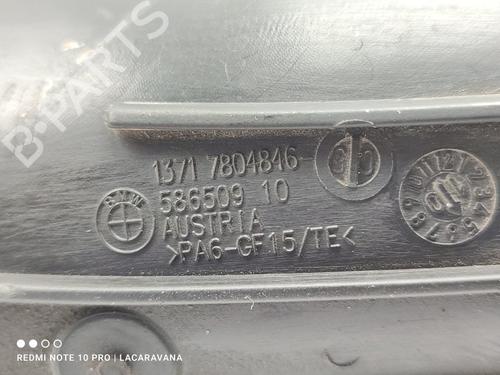 B-PARTS
1371 7804846-
586509 10
BMW
AUSTRIA
>PA6-GF15/TE<
REDMI NOTE 10 PRO | LACARAVANA